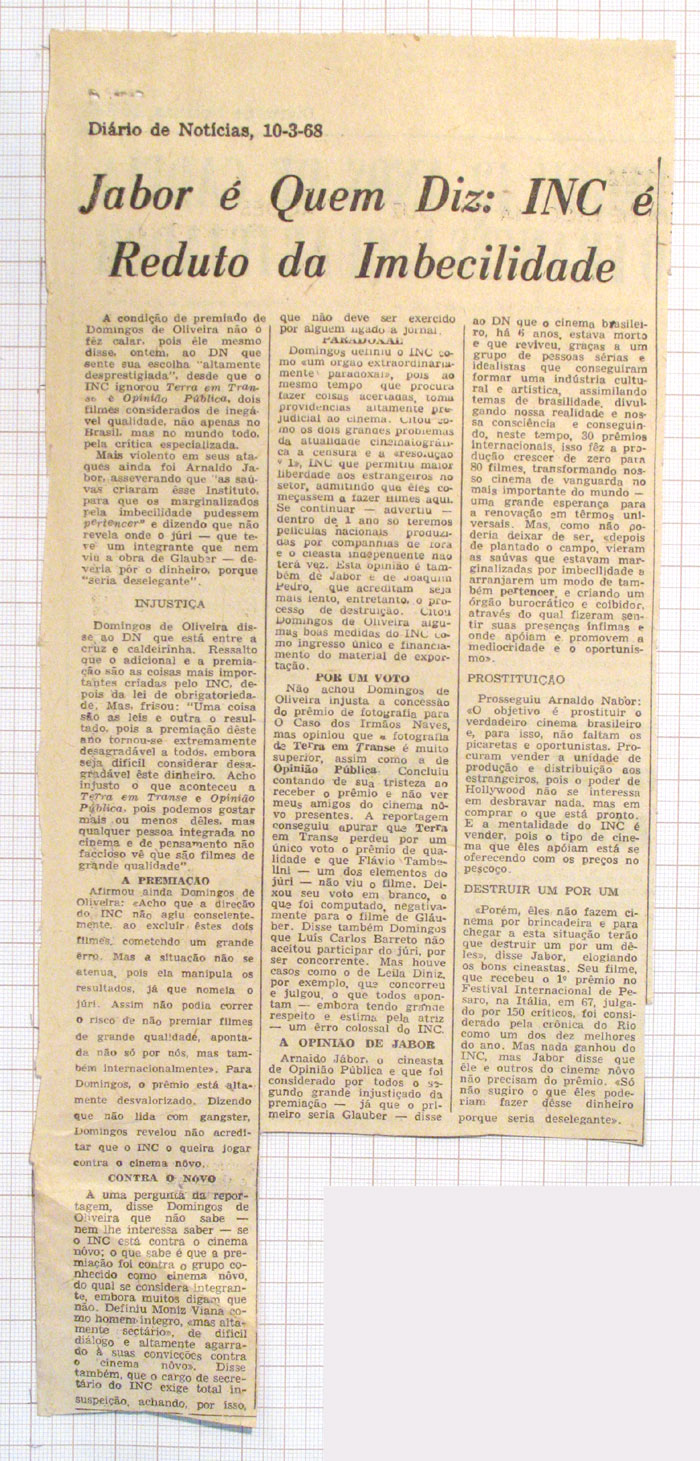 Diário de Notícias, 10-3-68
Jabor é Quem Diz: INC é
Reduto da Imbecilidade
A condição de premiado de
Domingos de Oliveira não o
fêz calar, pois êle mesmo
disse, ontem, ao DN que
sente sua escolha "altamente
desprestigiada", desde que o
INC ignorou Terra em Tran-
se e Opinião Pública, dois
filmes considerados de inegá-
vel qualidade, não apenas no
Brasil, mas no mundo todo,
pela crítica especializada.
Mais violento em seus ata-
ques ainda foi Arnaldo Ja-
bor, asseverando que "as saú-
vas criaram êsse Instituto,
para que os marginalizados
pela imbecilidade pudessem
pertencer" e dizendo que não
revela onde o júri — que te-
ve um integrante que nem
viu a obra de Glauber — de-
veria pôr o dinheiro, porque
"seria deselegante".
INJUSTIÇA
Domingos de Oliveira dis-
se ao DN que está entre a
cruz e caldeirinha. Ressalto
que o adicional e a premia-
ção são as coisas mais impor-
tantes criadas pelo INC, de-
pois da lei de obrigatorieda-
de. Mas, frisou: "Uma coisa
são as leis e outra o resul-
tado, pois a premiação dêste
ano tornou-se extremamente
desagradável a todos, embora
seja difícil considerar desa-
gradável êste dinheiro. Acho
injusto o que aconteceu a
Terra em Transe e Opinião
Pública, pois podemos gostar
mais ou menos dêles, mas
qualquer pessoa integrada no
cinema e de pensamento não
faccioso vê que são filmes de
grande qualidade"
A PREMIAÇÃO
Afirmou ainda Domingos de
Oliveira: «Acho que a direção
do INC não agiu consciente-
mente, ao excluir êstes dois
filmes, cometendo um grande
êrro. Mas a situação não se
atenua, pois ela manipula os
resultados, já que nomeia o
júri. Assim não podia correr
o risco de não premiar filmes
de grande qualidade, aponta-
da não só por nós, mas tam-
bém internacionalmente». Para
Domingos, o prêmio está alta-
mente desvalorizado. Dizendo
que não lida com gangster,
Domingos revelou não acredi-
tar que o INC o queira jogar
contra o cinema nôvo.
CONTRA O NOVO
A uma pergunta da repor-
tagem, disse Domingos de
Oliveira que não sabe —
nem lhe interessa saber — se
o INC está contra o cinema
nôvo; o que sabe é que a pre-
miação foi contra o grupo co-
nhecido como cinema nôvo,
do qual se considera integran-
te, embora muitos digam que
não. Definiu Moniz Viana co-
mo homem íntegro, «mas alta-
mente sectário», de difícil
diálogo e altamente agarra-
do à suas convicções contra
o cinema nôvo». Disse
também, que o cargo de secre-
tário do INC exige total in-
suspeição, achando, por isso,
que não deve ser exercido
por alguem ligado a jornal.
PARADOXAL
Domingos definiu o INC co-
mo «um órgão extraordinaria-
mente paradoxal, pois ao
mesmo tempo que procura
fazer coisas acertadas, toma
providências altamente pre-
judicial ao cinema. Citou co-
mo os dois grandes problemas
da atualidade cinematográfi-
ca a censura e a «resolução
1», INC que permitiu maior
liberdade aos estrangeiros no
setor, admitindo que êles co-
meçassem a fazer filmes aqui.
Se continuar — advertiu —
dentro de 1 ano só teremos
películas nacionais produzi-
das por companhias de fora
e o cieasta independente não
terá vez. Esta opinião é tam-
bém de Jabor e de Joaquim
Pedro, que acreditam seja
mais lento, entretanto, o pro-
cesso de destruição. Citou
Domingos de Oliveira algu-
mas boas medidas do INC co-
mo ingresso único e financia-
mento do material de expor-
tação.
POR UM VOTO
Não achou Domingos de
Oliveira injusta a concessão
do prêmio de fotografia para
O Caso dos Irmãos Naves,
mas opinlou que a fotografia
de Terra em Transe é muito
superior, assim como a de
Opinião Pública. Concluiu
contando de sua tristeza ao
receber o prêmio e não ver
meus amigos do cinema nô-
vo presentes. A reportagem
conseguiu apurar que Terra
em Transe perdeu por um
único voto o prêmio de qua-
lidade e que Flávio Tambe-
lini — um dos elementos do
júri — não viu o filme. Dei-
xou seu voto em branco, o
que foi computado, negativa-
mente para o filme de Gláu-
ber. Disse também Domingos
que Luís Carlos Barreto não
aceitou participar do júri, por
ser concorrente. Mas houve
casos como o de Leila Diniz,
por exemplo, que concorreu
e julgou, o que todos apon-
tam — embora tendo grande
respeito e estima pela atriz
— um êrro colossal do INC.
A OPINIÃO DE JABOR
Arnaldo Jábor, o cineasta
de Opinião Pública e que foi
considerado por todos o se-
gundo grande injustiçado da
premiação — já que o pri-
meiro seria Glauber — disse
ao DN que o cinema brasilei-
ro, há 6 anos, estava morto
e que reviveu, graças a um
grupo de pessoas sérias e
idealistas que conseguiram
formar uma indústria cultu-
ral e artística, assimilando
temas de brasilidade, divul-
gando nossa realidade e nos-
sa consciência e conseguin-
do, neste tempo, 30 prêmios
internacionais, isso fêz a pro-
dução crescer de zero para
80 filmes, transformando nos-
so cinema de vanguarda no
mais importante do mundo —
uma grande esperança para
a renovação em têrmos uni-
versais. Mas, como não po-
deria deixar de ser, «depois
de plantado o campo, vieram
as saúvas que estavam mar-
ginalizadas por imbecilidade e
arranjarem um modo de tam-
bém pertencer, e criando um
órgão burocrático e coibidor,
através do qual fizeram sen-
tir suas presenças ínfimas e
onde apóiam e promovem a
mediocridade e o oportunis-
mo».
PROSTITUIÇÃO
Prosseguiu Arnaldo Nabor:
«O objetivo é prostituir o
verdadeiro cinema brasileiro
e, para isso, não faltam os
picaretas e oportunistas. Pro-
curam vender a unidade de
produção e distribuição aos
estrangeiros, pois o poder de
Hollywood não se interessa
em desbravar nada, mas em
comprar o que está pronto.
E a mentalidade do INC é
vender, pois o tipo de cine-
ma que êles apóiam está se
oferecendo com os preços no
pescoço.
DESTRUIR UM POR UM
«Porém, êles não fazem ci-
nema por brincadeira e para
chegar a esta situação terão
que destruir um por um dê-
les», disse Jabor, elogiando
os bons cineastas. Seu filme,
que recebeu o 1º prêmio no
Festival Internacional de Pe-
saro, na Itália, em 67, julga-
do por 150 críticos, foi consi-
derado pela crônica do Rio
como um dos dez melhores
do ano. Mas nada ganhou do
INC, mas Jabor disse que
êle e outros do cinema nôvo
não precisam do prêmio. «Só
não sugiro o que êles pode-
riam fazer dêsse dinheiro
porque seria deselegante».